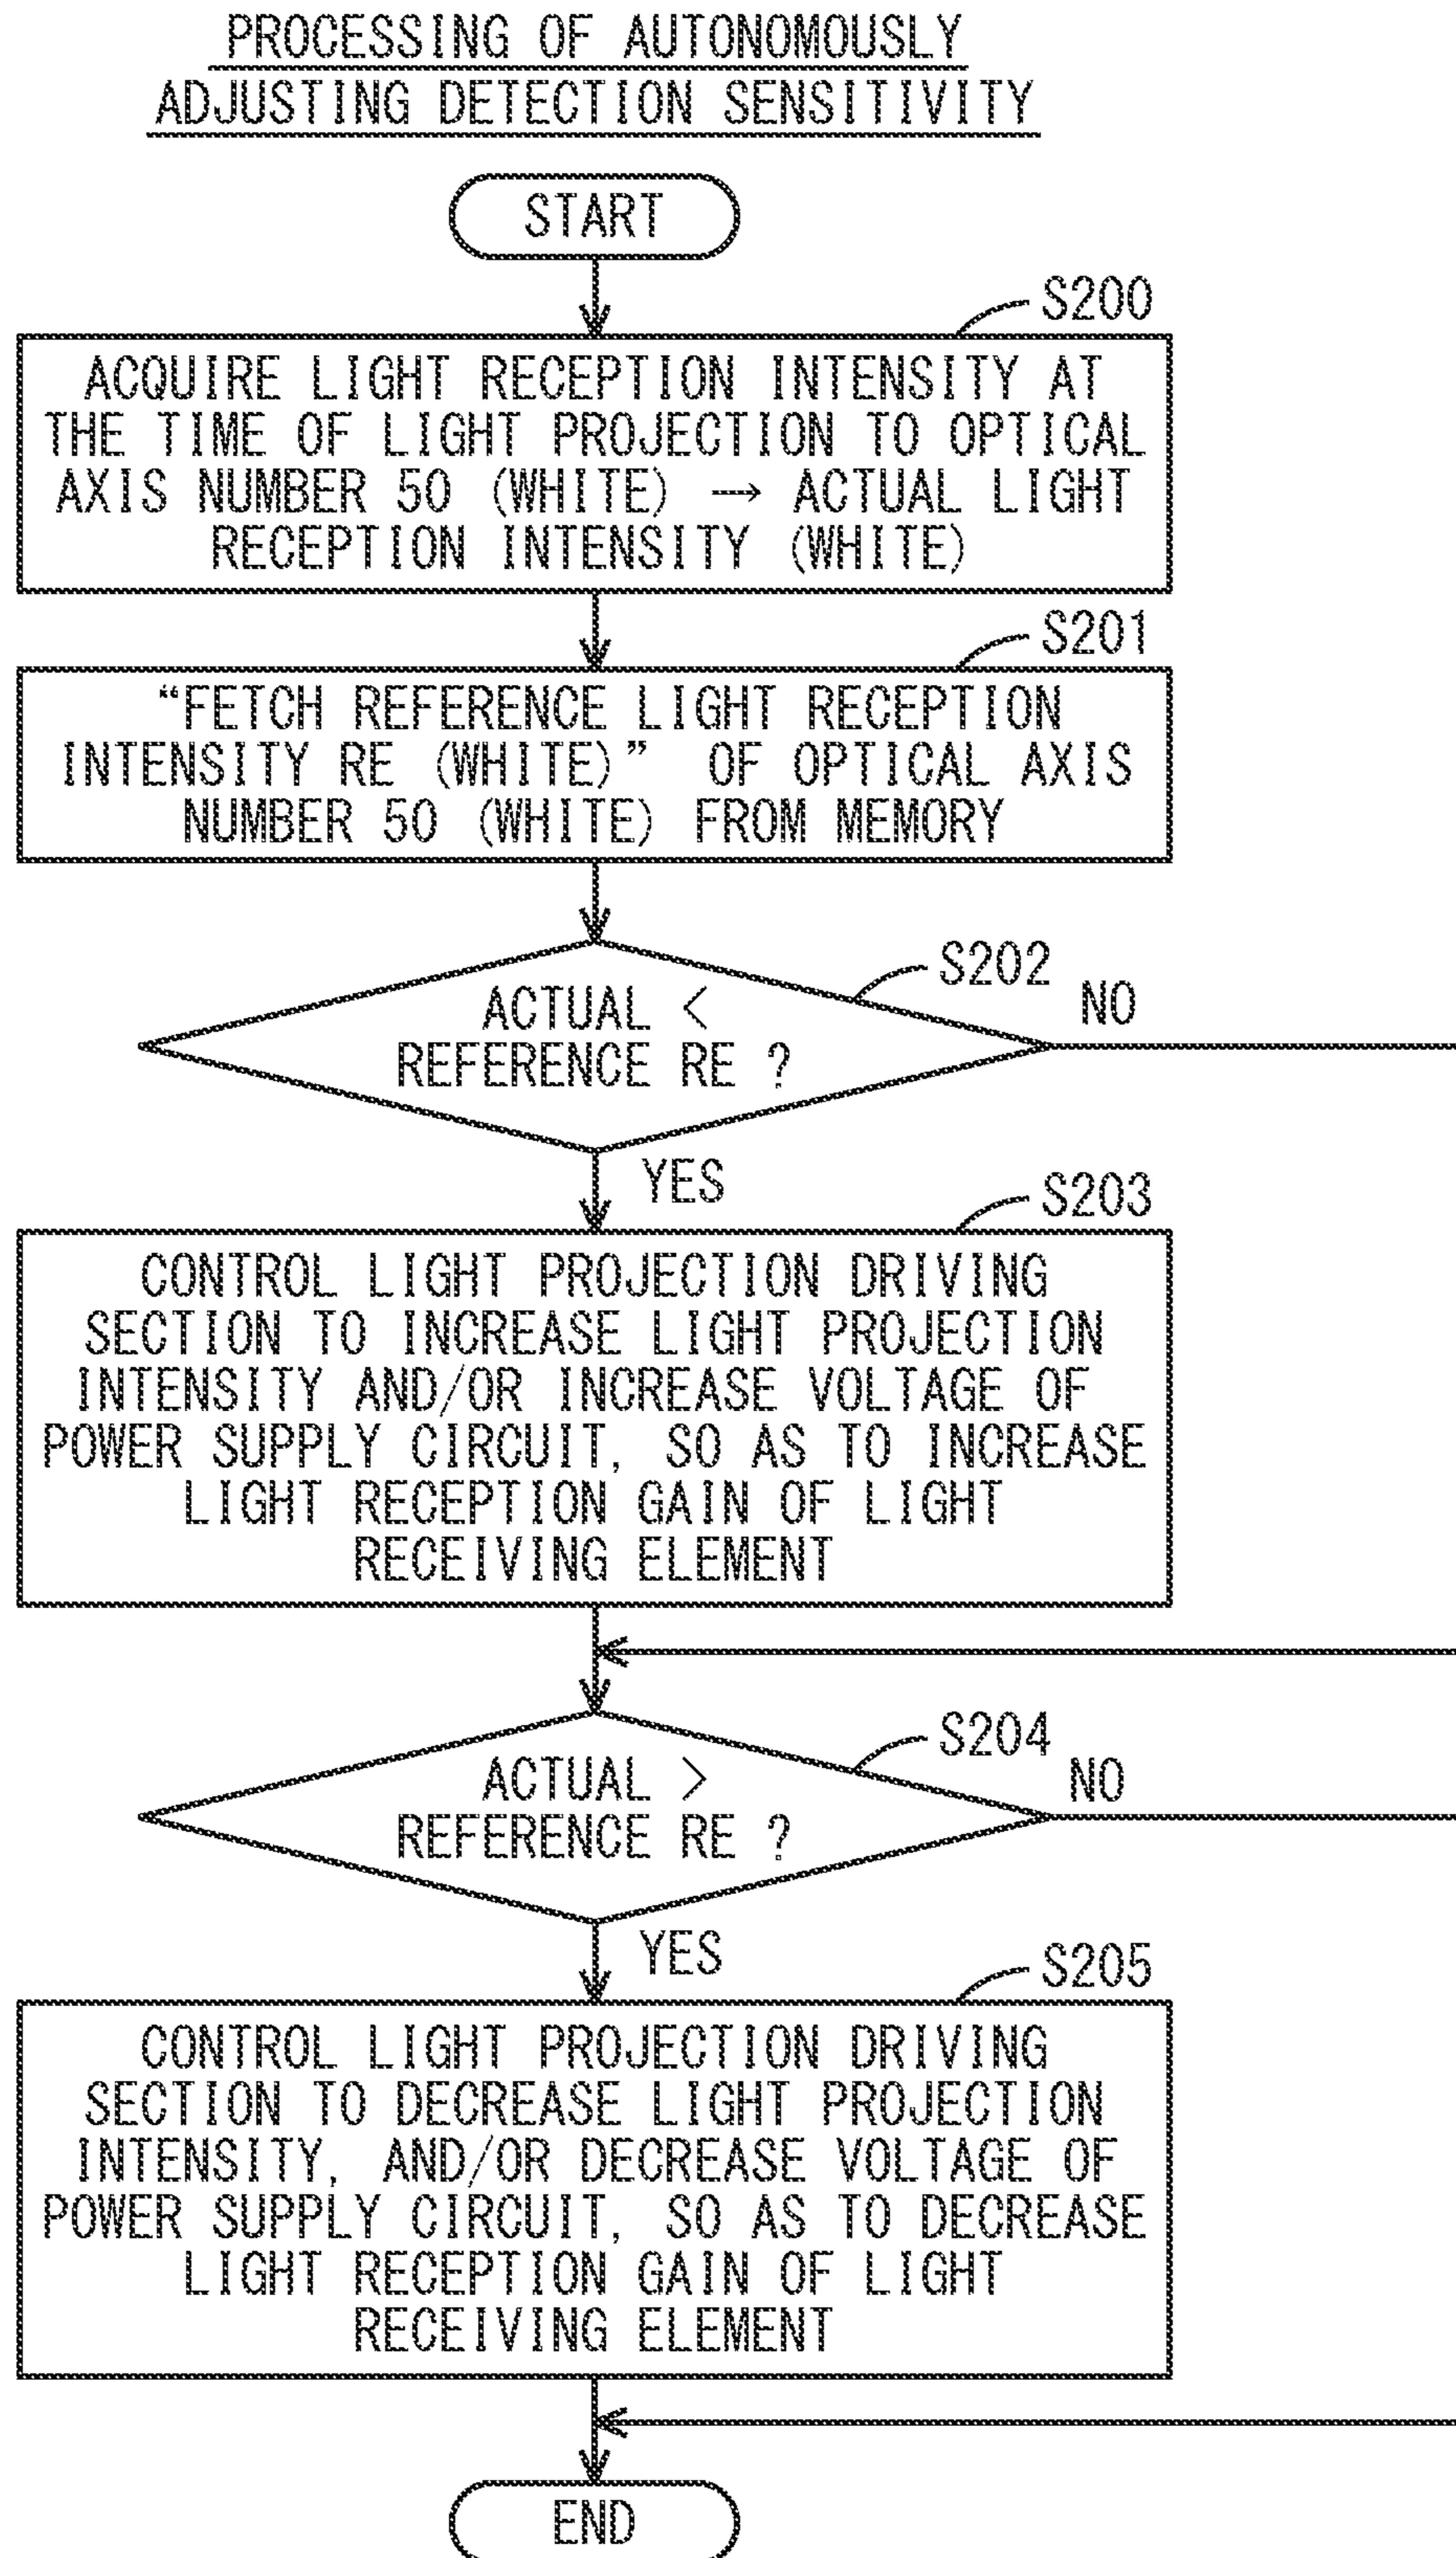 PROCESSING OF AUTONOMOUSLY
ADJUSTING DETECTION SENSITIVITY
START
S200
ACQUIRE LIGHT RECEPTION INTENSITY AT
THE TIME OF LIGHT PROJECTION TO OPTICAL
AXIS NUMBER 50 (WHITE) → ACTUAL LIGHT
RECEPTION INTENSITY (WHITE)
S201
“FETCH REFERENCE LIGHT RECEPTION
INTENSITY RE (WHITE)” OF OPTICAL AXIS
NUMBER 50 (WHITE) FROM MEMORY
S202
NO
ACTUAL <
REFERENCE RE ?
YES
S203
CONTROL LIGHT PROJECTION DRIVING
SECTION TO INCREASE LIGHT PROJECTION
INTENSITY AND/OR INCREASE VOLTAGE OF
POWER SUPPLY CIRCUIT, SO AS TO INCREASE
LIGHT RECEPTION GAIN OF LIGHT
RECEIVING ELEMENT
S204
NO
ACTUAL >
REFERENCE RE ?
YES
S205
CONTROL LIGHT PROJECTION DRIVING
SECTION TO DECREASE LIGHT PROJECTION
INTENSITY, AND/OR DECREASE VOLTAGE OF
POWER SUPPLY CIRCUIT, SO AS TO DECREASE
LIGHT RECEPTION GAIN OF LIGHT
RECEIVING ELEMENT
END